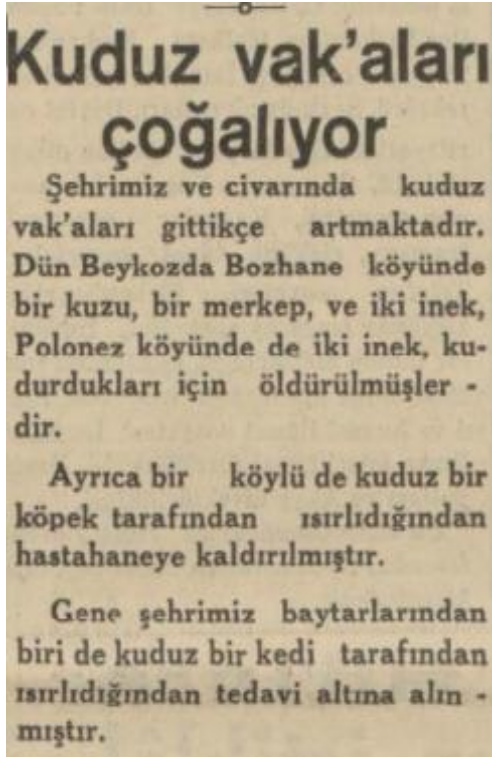 Kuduz vak'aları
çoğalıyor
Şehrimiz ve civarında kuduz
vak'aları gittikçe artmaktadır.
Dün Beykozda Bozhane köyünde
bir kuzu, bir merkep, ve iki inek,
Polonez köyünde de iki inek, ku-
durdukları için öldürülmüşler -
dir.
Ayrıca bir köylü de kuduz bir
köpek tarafından ısırlıdığından
hastahaneye kaldırılmıştır.
Gene şehrimiz baytarlarından
biri de kuduz bir kedi tarafından
ısırlıdığından tedavi altına alın -
mıştır.